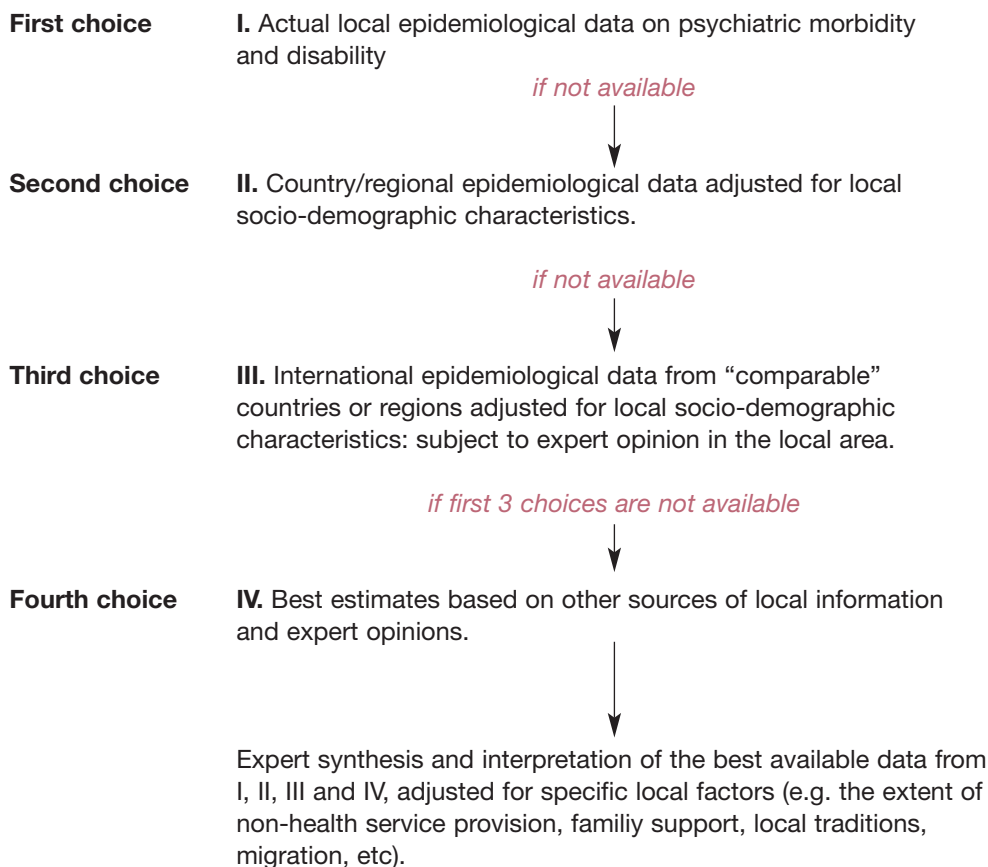 First choice I. Actual local epidemiological data on psychiatric morbidity
and disability
if not available
Second choice II. Country/regional epidemiological data adjusted for local
socio-demographic characteristics.
if not available
Third choice III. International epidemiological data from “comparable”
countries or regions adjusted for local socio-demographic
characteristics: subject to expert opinion in the local area.
if first 3 choices are not available
Fourth choice IV. Best estimates based on other sources of local information
and expert opinions.
Expert synthesis and interpretation of the best available data from
I, II, III and IV, adjusted for specific local factors (e.g. the extent of
non-health service provision, familiy support, local traditions,
migration, etc).